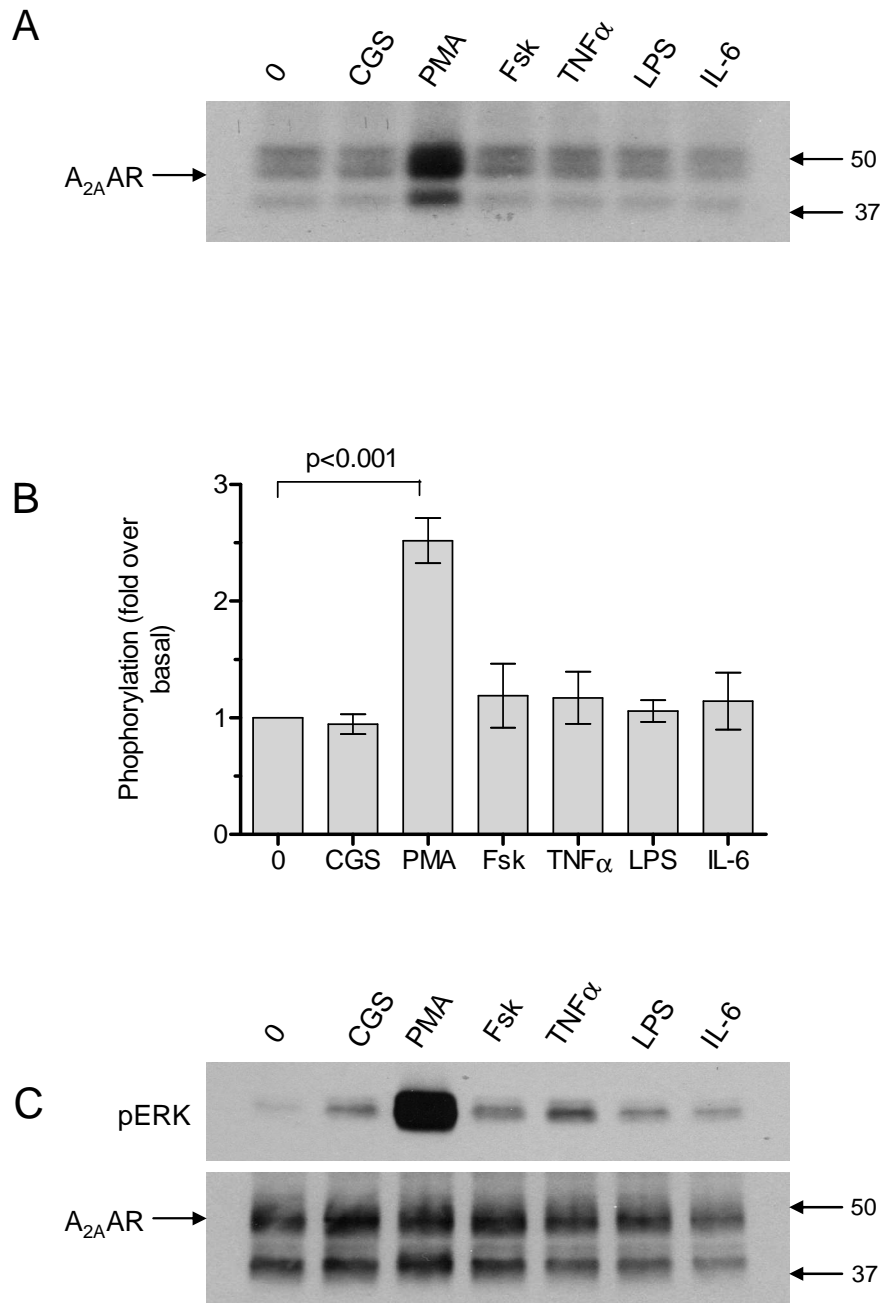 A
0 CGS PMA Fsk TNFα LPS IL-6
A2AAR
50
37
B
p<0.001
Phophorylation (fold over
basal)
3
2
1
0
0 CGS PMA Fsk TNFα LPS IL-6
C
0 CGS PMA Fsk TNFα LPS IL-6
pERK
A2AAR
50
37